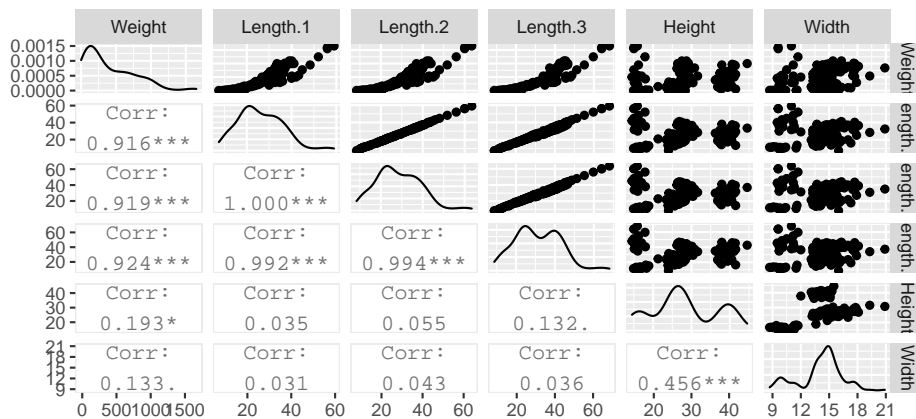 Weight Length.1 Length.2 Length.3 Height Width
0.0015
0.0010
0.0005
0.0000
Weight
60
40
20
Corr:
0.916***
ength.
60
40
20
Corr: Corr:
0.919*** 1.000***
ength.
60
40
20
Corr: Corr: Corr:
0.924*** 0.992*** 0.994***
ength.
40
30
20
Corr: Corr: Corr: Corr:
0.193* 0.035 0.055 0.132.
Height
21
18
15
12
9
Corr: Corr: Corr: Corr: Corr:
0.133. 0.031 0.043 0.036 0.456***
Width
0 500 1000 1500 20 40 60 20 40 60 20 40 60 20 30 40 9 12 15 18 21